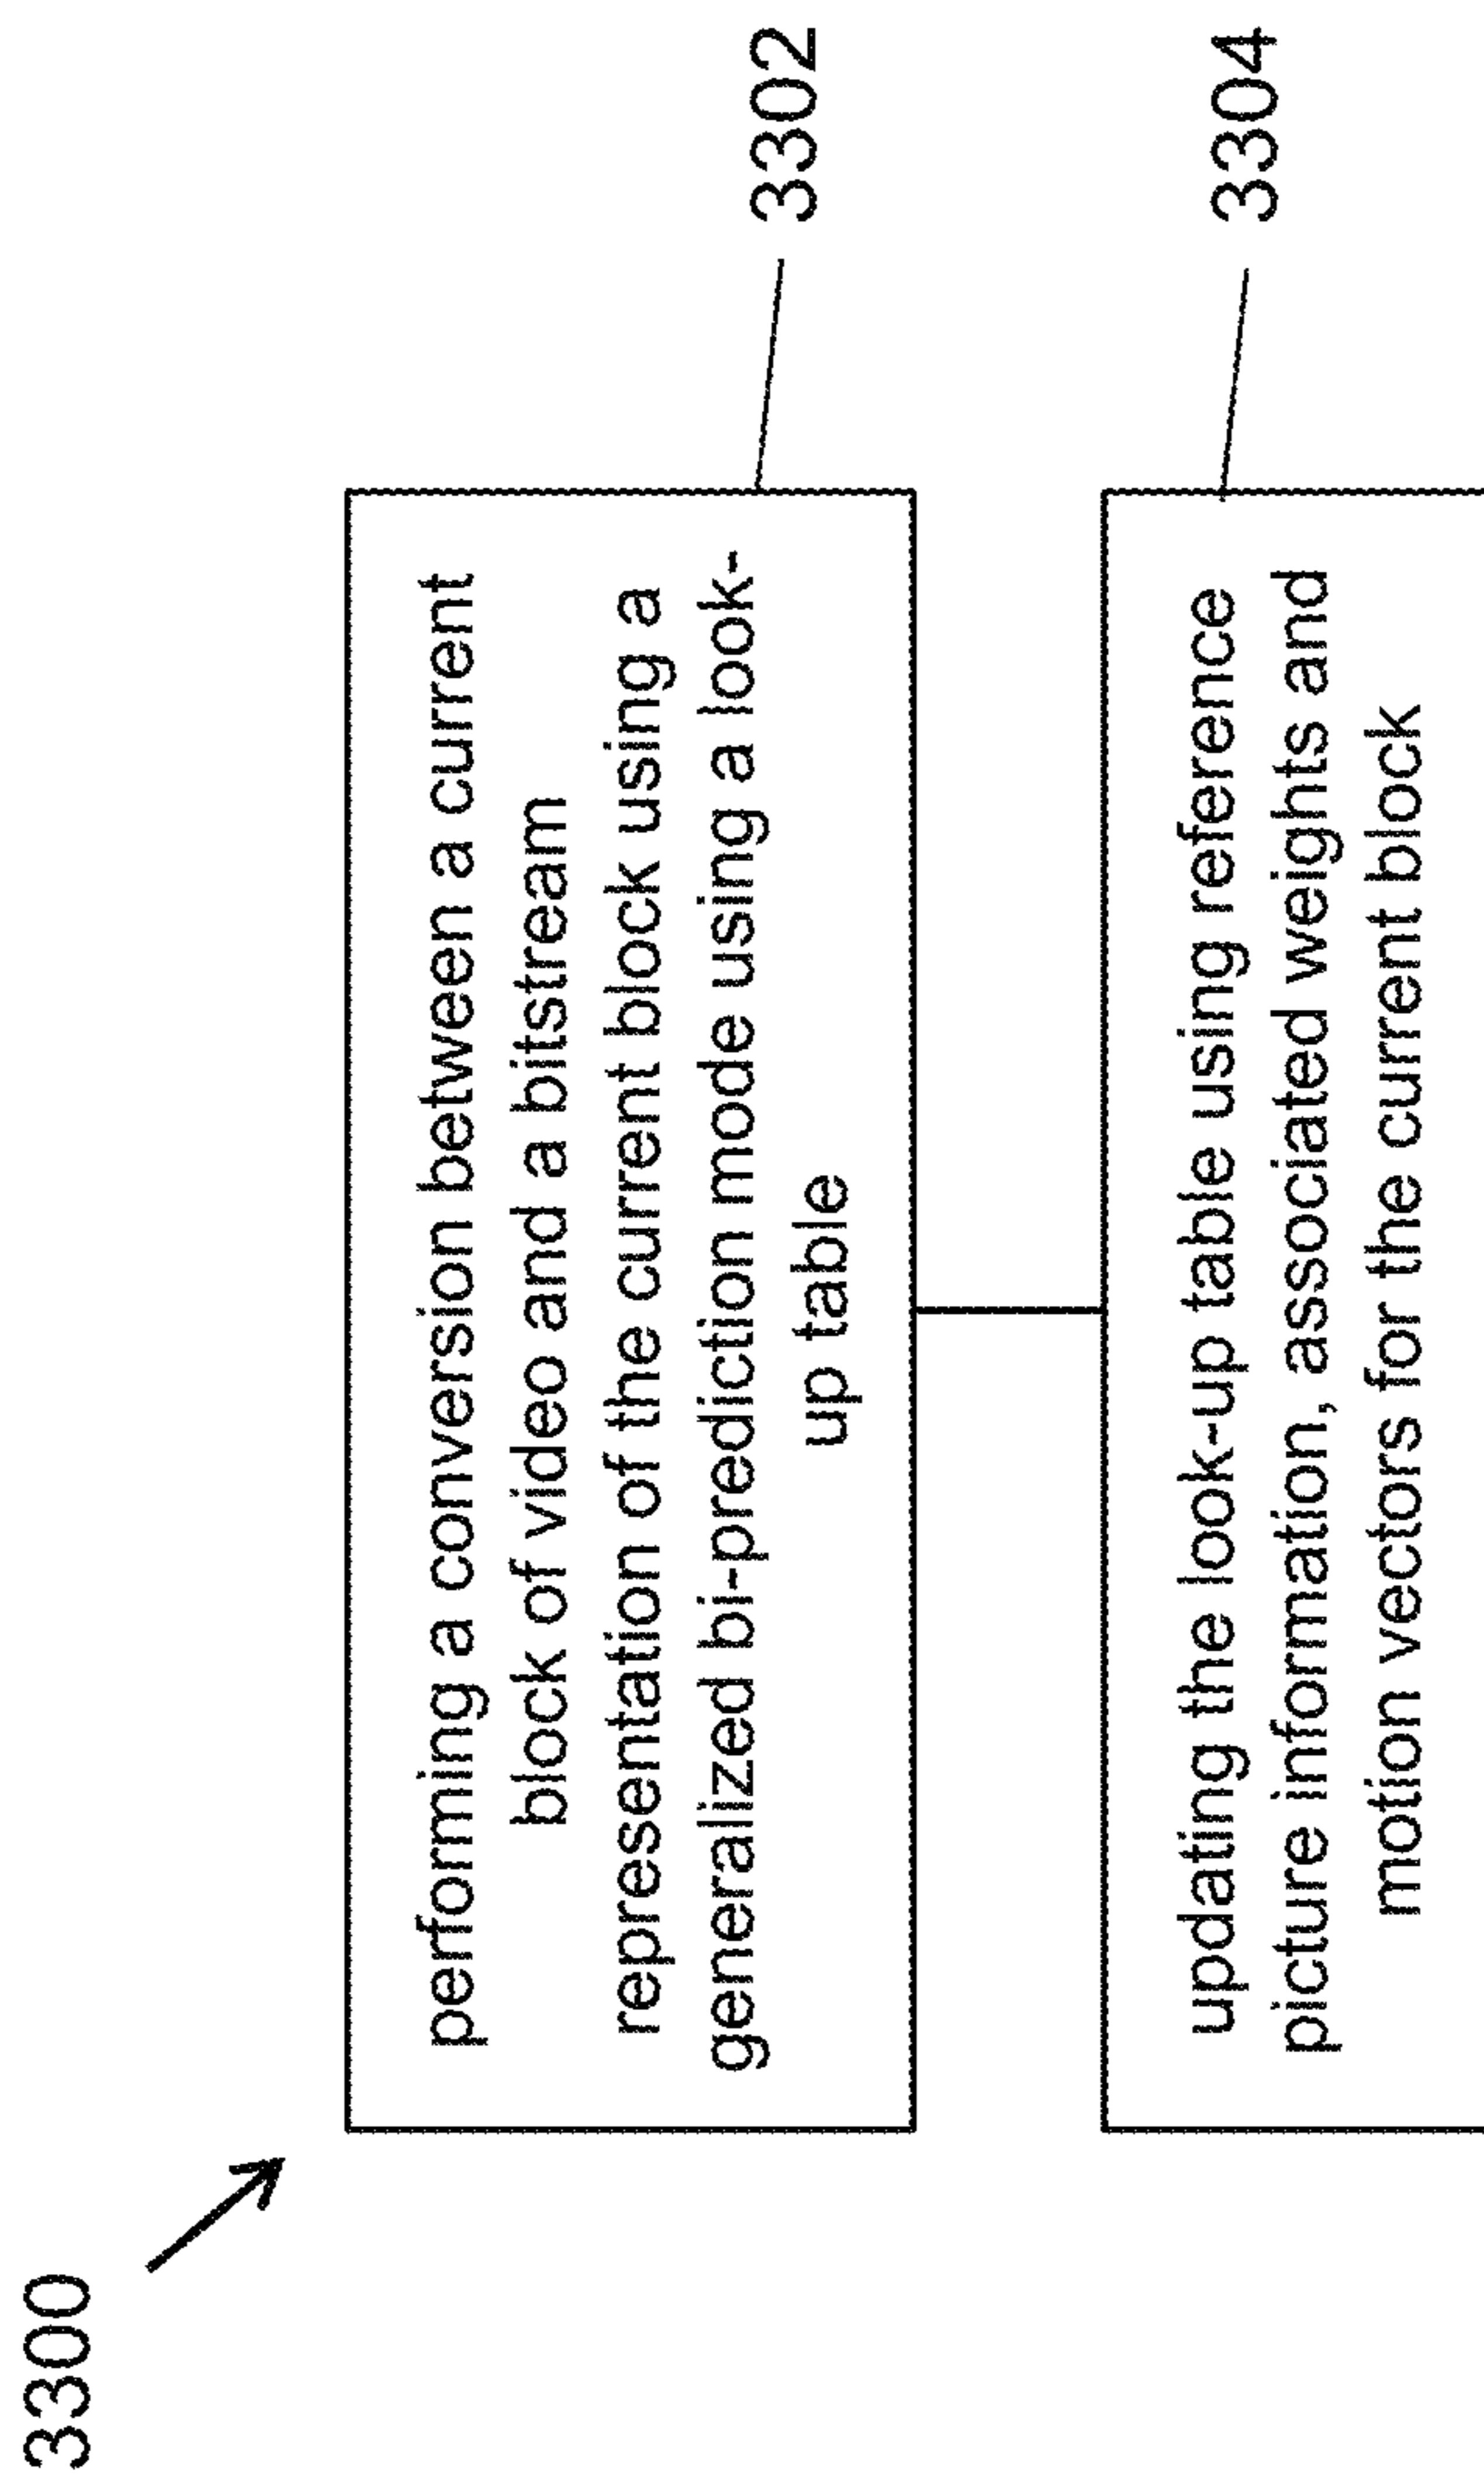 3300
performing a conversion between a current
block of video and a bitstream
representation of the current block using a
generalized bi-prediction mode using a look-
up table
3302
updating the look-up table using reference
picture information, associated weights and
motion vectors for the current block
3304